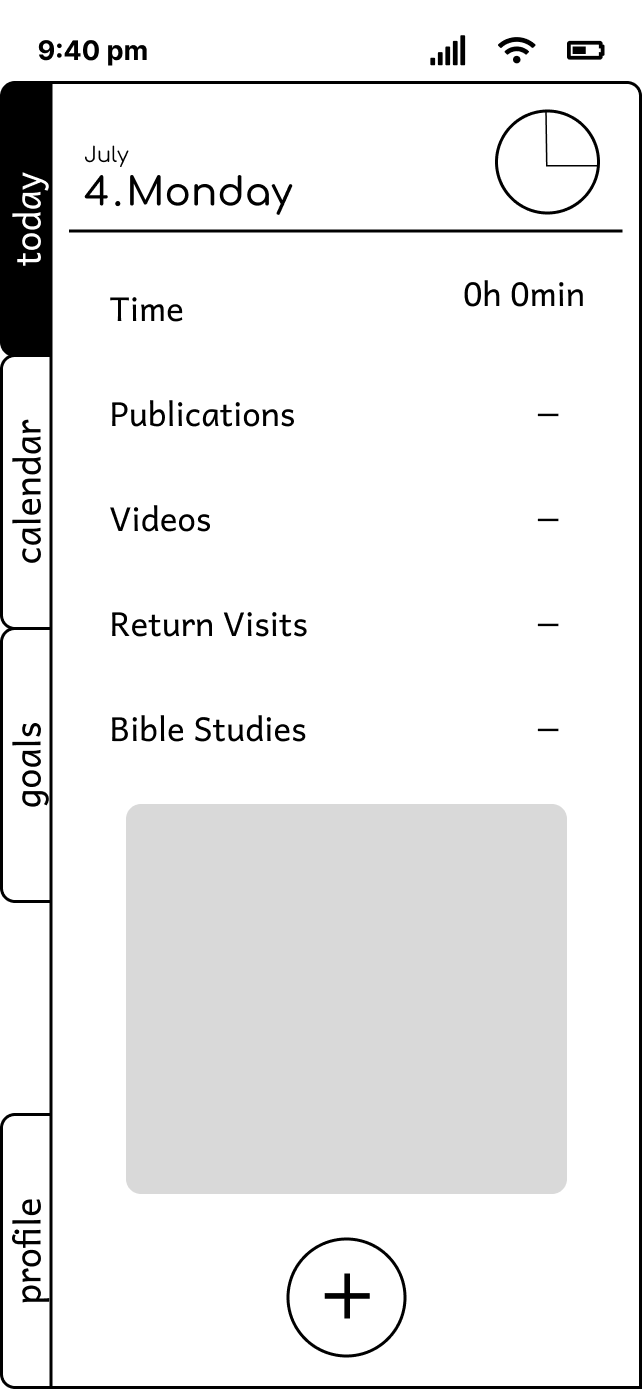 9:40 pm
today
July
4.Monday
Time 0h 0min
Publications –
calendar
Videos –
Return Visits –
goals
Bible Studies –
profile
+